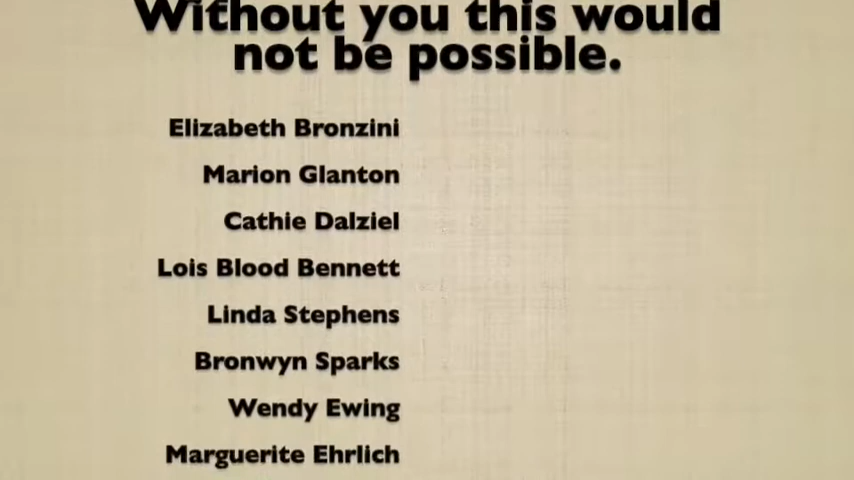 Without you this would
not be possible.
Elizabeth Bronzini
Marion Glanton
Cathie Dalziel
Lois Blood Bennett
Linda Stephens
Bronwyn Sparks
Wendy Ewing
Marguerite Ehrlich